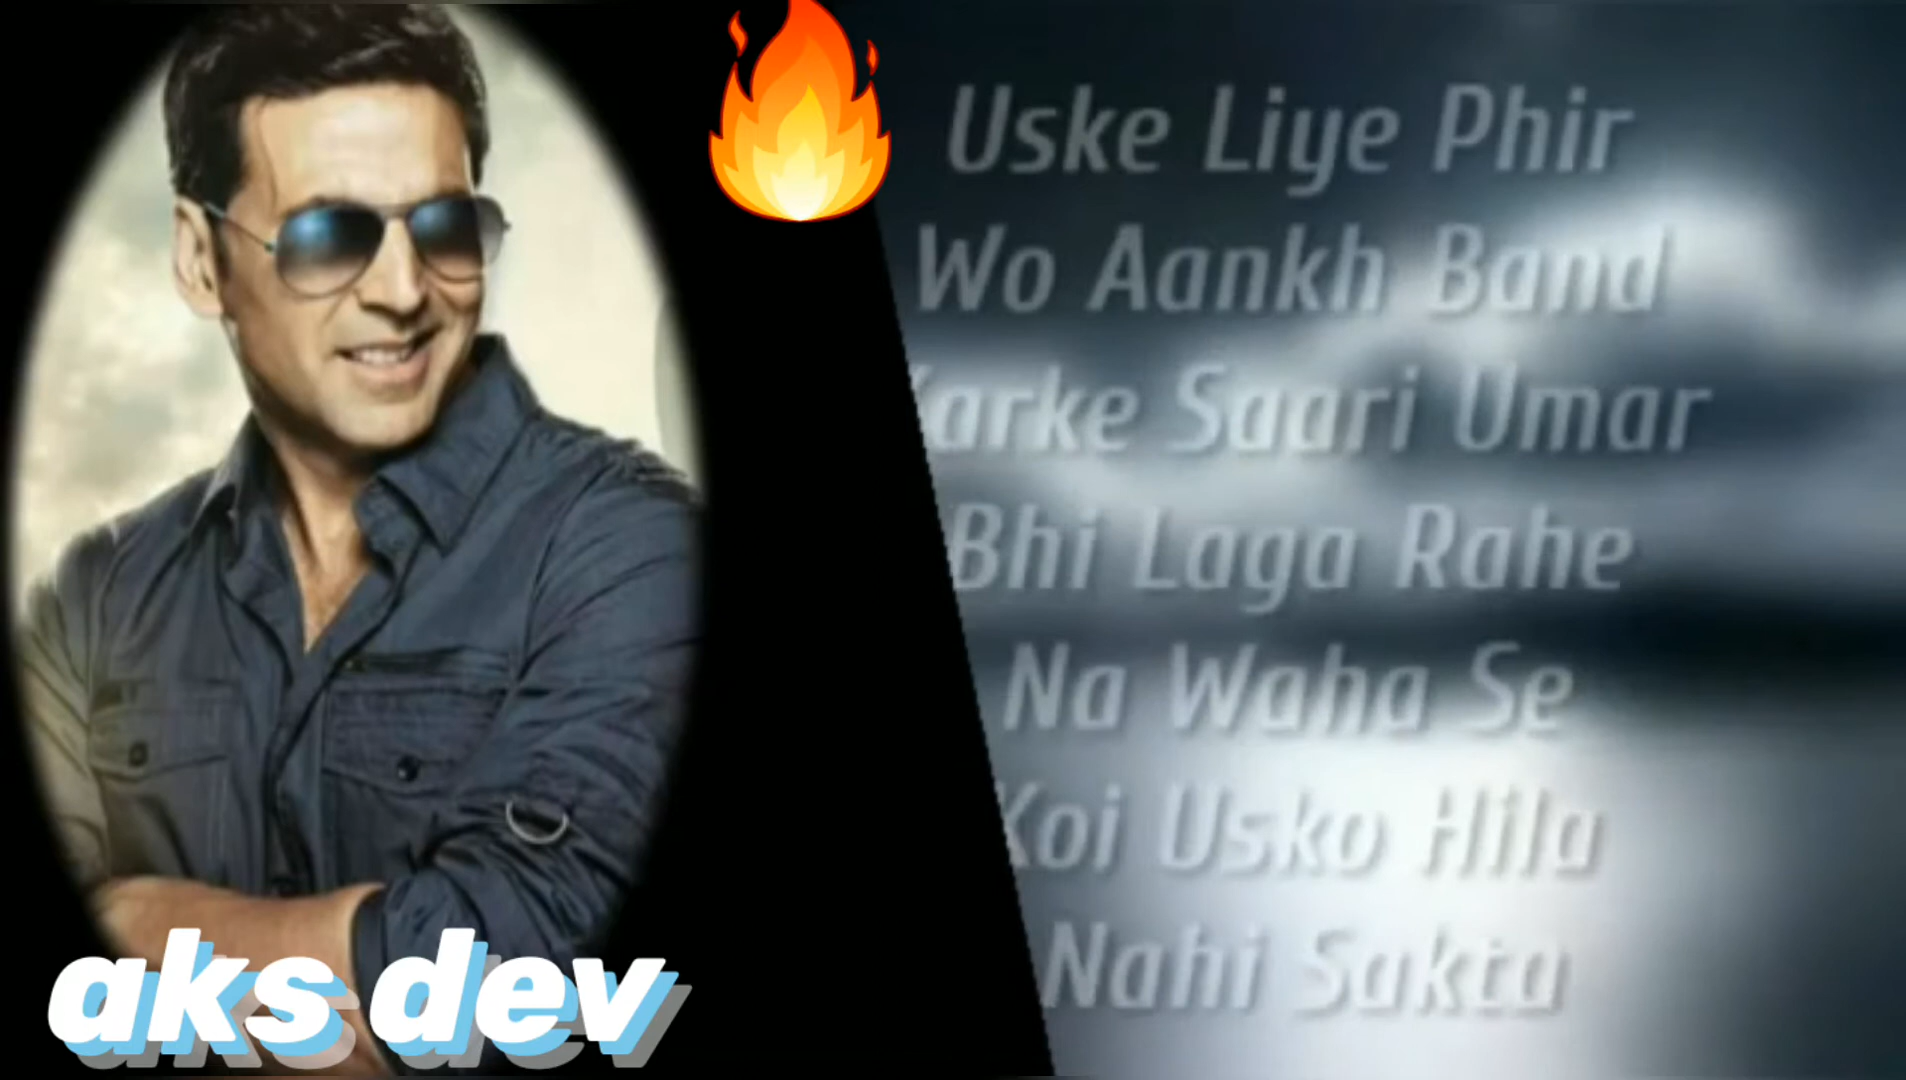 Uske Liye Phir
Wo Aankh Band
Karke Saari Umar
Bhi Laga Rahe
Na Waha Se
Koi Usko Hila
Nahi Sakta
aks dev